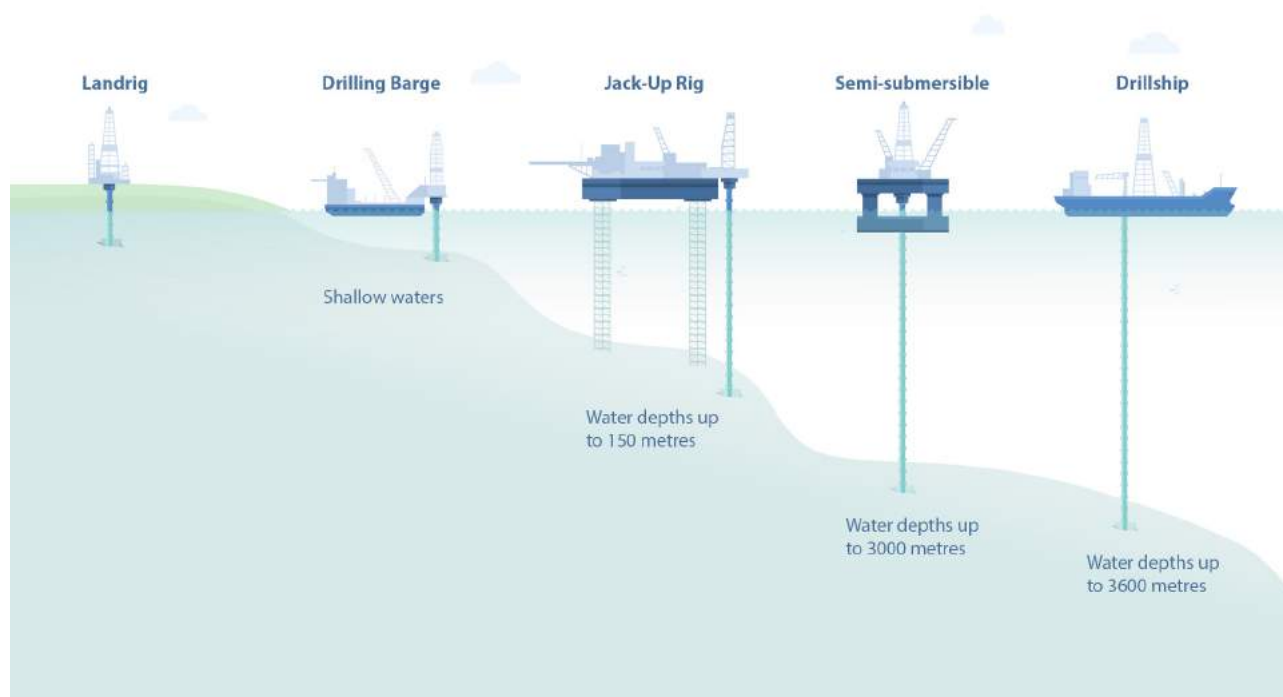 Landrig
Drilling Barge
Jack-Up Rig
Semi-submersible
Drillship
Shallow waters
Water depths up
to 150 metres
Water depths up
to 3000 metres
Water depths up
to 3600 metres